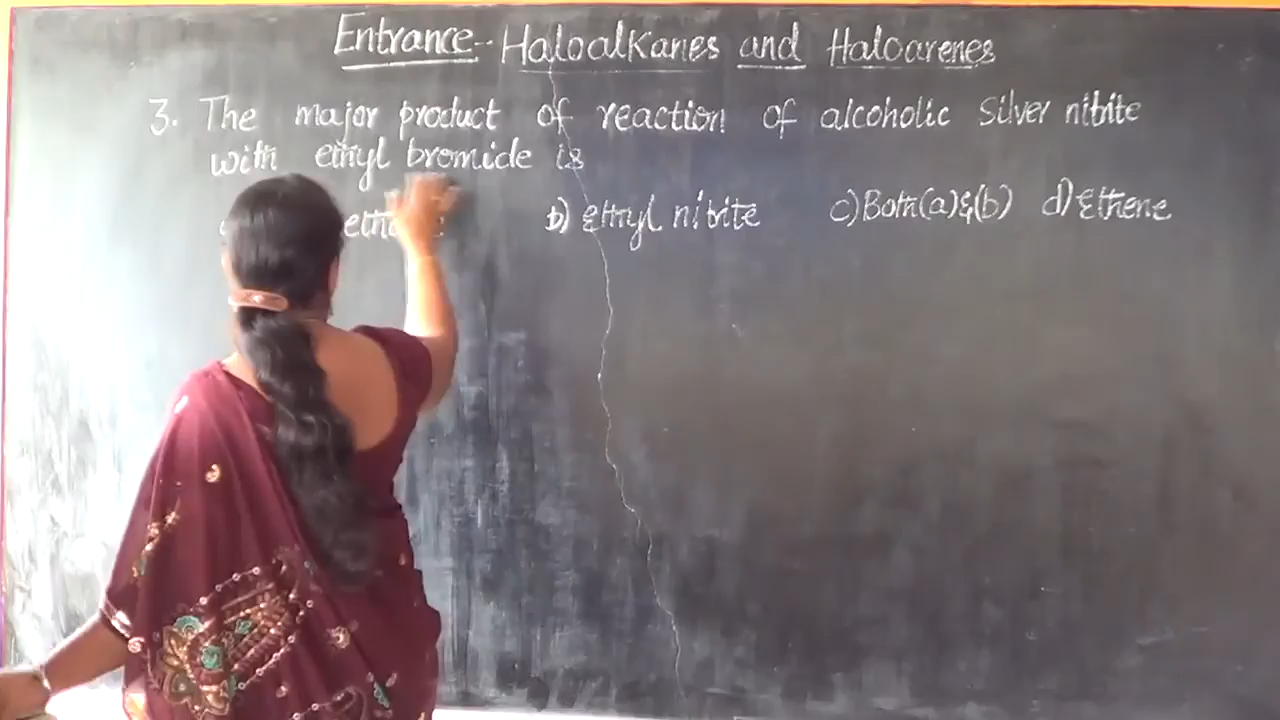 Entrance-Haloalkanes and Haloarenes
3. The major product of reaction of alcoholic Silver nitrite
with ethyl bromide is
b) Ethyl nitrite c) Both(a)&(b) d) Ethene